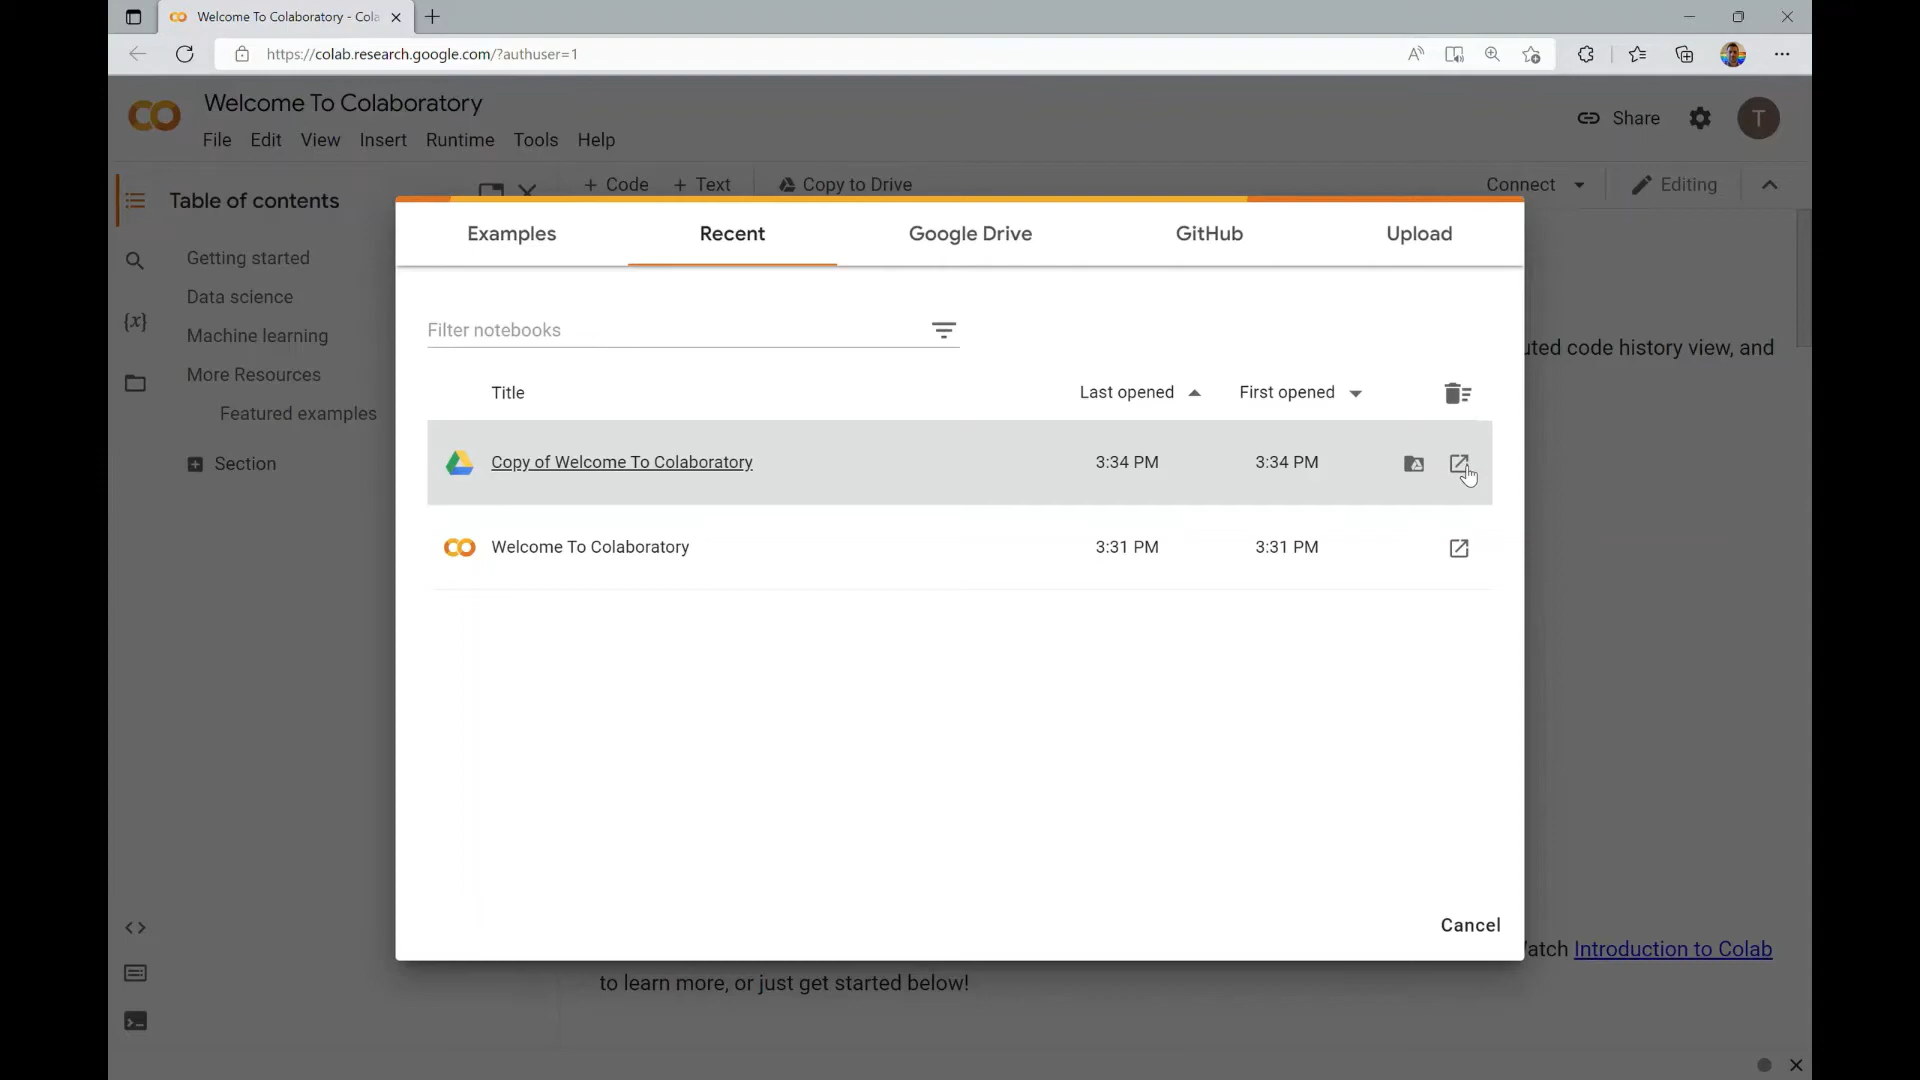 Welcome To Colaboratory - Cola
https://colab.research.google.com/?authuser=1
Welcome To Colaboratory
File Edit View Insert Runtime Tools Help
Share
T
Table of contents
+ Code + Text Copy to Drive
Connect
Editing
Getting started
Data science
Machine learning
More Resources
Featured examples
Section
Examples Recent Google Drive GitHub Upload
Filter notebooks
Title Last opened First opened
Copy of Welcome To Colaboratory 3:34 PM 3:34 PM
Welcome To Colaboratory 3:31 PM 3:31 PM
Cancel
code history view, and
Introduction to Colab
to learn more, or just get started below!